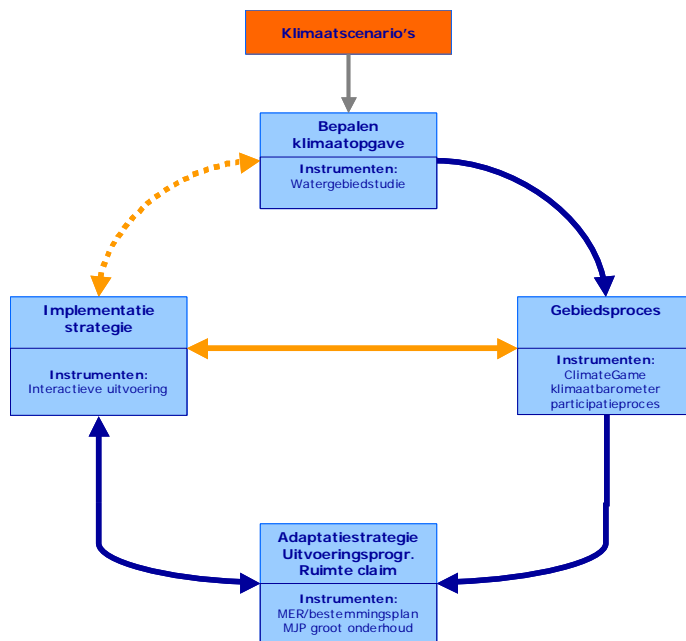 Klimaatscenario's
Bepalen
klimaatopgave
Instrumenten:
Watergebiedstudie
Implementatie
strategie
Instrumenten:
Interactieve uitvoering
Gebiedsproces
Instrumenten:
ClimateGame
klimaatbarometer
participatieproces
Adaptatiestrategie
Uitvoeringsprogr.
Ruimte claim
Instrumenten:
MER/bestemmingsplan
MJP groot onderhoud